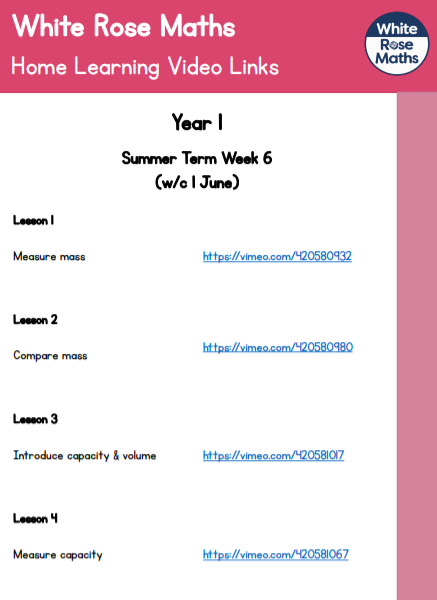 White Rose Maths
Home Learning Video Links
White
Rose
Maths
Year 1
Summer Term Week 6
(w/c 1 June)
Lesson 1
Measure mass https://vimeo.com/420580932
Lesson 2
Compare mass https://vimeo.com/420580980
Lesson 3
Introduce capacity & volume https://vimeo.com/420581017
Lesson 4
Measure capacity https://vimeo.com/420581067